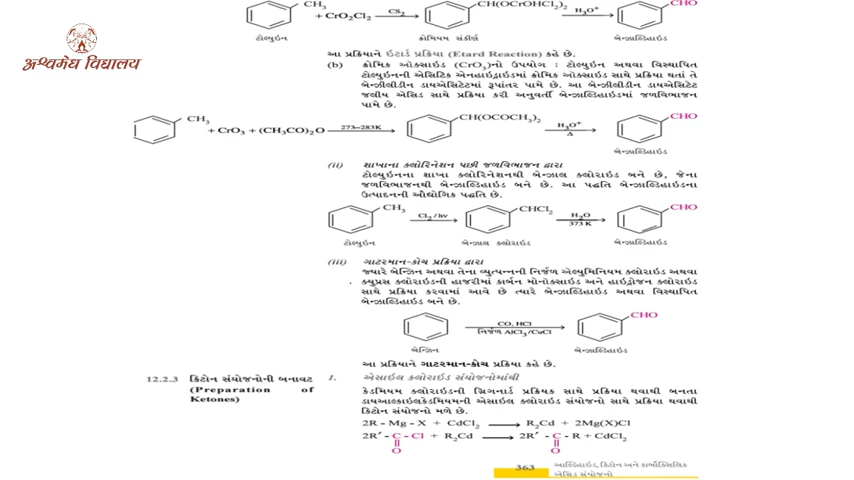 CH3
+ CrO2Cl2
CS2
CH(OCrOHCl2)2
H3O+
CHO
ટોલ્યુઇન
ક્રોમિયમ સંકીર્ણ
બેન્ઝાલ્ડિહાઇડ
अश्वमेध विद्यालय
આ પ્રક્રિયાને ઈટાર્ડ પ્રક્રિયા (Etard Reaction) કહે છે.
(b) ક્રોમિક ઓક્સાઇડ (CrO3)નો ઉપયોગ : ટોલ્યુઇન અથવા વિસ્થાપિત
ટોલ્યુઇનની એસિટિક એનહાઇડ્રાઇડમાં ક્રોમિક ઓક્સાઇડ સાથે પ્રક્રિયા થતાં તે
બેન્ઝીલીડીન ડાયએસિટેટમાં રૂપાંતર પામે છે. આ બેન્ઝીલીડીન ડાયએસિટેટ
જલીય ઍસિડ સાથે પ્રક્રિયા કરી અનુવર્તી બેન્ઝાલ્ડિહાઇડમાં જળવિભાજન
પામે છે.
CH3
+ CrO3 + (CH3CO)2O
273–283K
CH(OCOCH3)2
H3O+
Δ
CHO
બેન્ઝાલ્ડિહાઇડ
(ii) શાખાના ક્લોરિનેશન પછી જળવિભાજન દ્વારા
ટોલ્યુઇનના શાખા ક્લોરિનેશનથી બેન્ઝાલ ક્લોરાઇડ બને છે, જેના
જળવિભાજનથી બેન્ઝાલ્ડિહાઇડ બને છે. આ પદ્ધતિ બેન્ઝાલ્ડિહાઇડના
ઉત્પાદનની ઔદ્યોગિક પદ્ધતિ છે.
CH3
Cl2 / hν
CHCl2
H2O
373 K
CHO
ટોલ્યુઇન
બેન્ઝાલ ક્લોરાઇડ
બેન્ઝાલ્ડિહાઇડ
(iii) ગાટરમાન-કોચ પ્રક્રિયા દ્વારા
જ્યારે બેન્ઝિન અથવા તેના વ્યુત્પન્નની નિર્જળ એલ્યુમિનિયમ ક્લોરાઇડ અથવા
ક્યુપ્રસ ક્લોરાઇડની હાજરીમાં કાર્બન મોનોક્સાઇડ અને હાઇડ્રોજન ક્લોરાઇડ
સાથે પ્રક્રિયા કરવામાં આવે છે ત્યારે બેન્ઝાલ્ડિહાઇડ અથવા વિસ્થાપિત
બેન્ઝાલ્ડિહાઇડ બને છે.
CO, HCl
નિર્જળ AlCl3/CuCl
CHO
બેન્ઝિન
બેન્ઝાલ્ડિહાઇડ
આ પ્રક્રિયાને ગાટરમાન-કોચ પ્રક્રિયા કહે છે.
12.2.3 કિટોન સંયોજનોની બનાવટ
(Preparation of
Ketones)
1. એસાઇલ ક્લોરાઇડ સંયોજનોમાંથી
કેડમિયમ ક્લોરાઇડની ગ્રિગનાર્ડ પ્રક્રિયક સાથે પ્રક્રિયા થવાથી બનતા
ડાયઆલ્કાઇલકેડમિયમની એસાઇલ ક્લોરાઇડ સંયોજનો સાથે પ્રક્રિયા થવાથી
કિટોન સંયોજનો મળે છે.
2R - Mg - X + CdCl2 ⟶ R2Cd + 2Mg(X)Cl
2R′ - C - Cl + R2Cd ⟶ 2R′ - C - R + CdCl2
O O
363 આલ્ડિહાઇડ, કિટોન અને કાર્બોક્સિલિક
ઍસિડ સંયોજનો